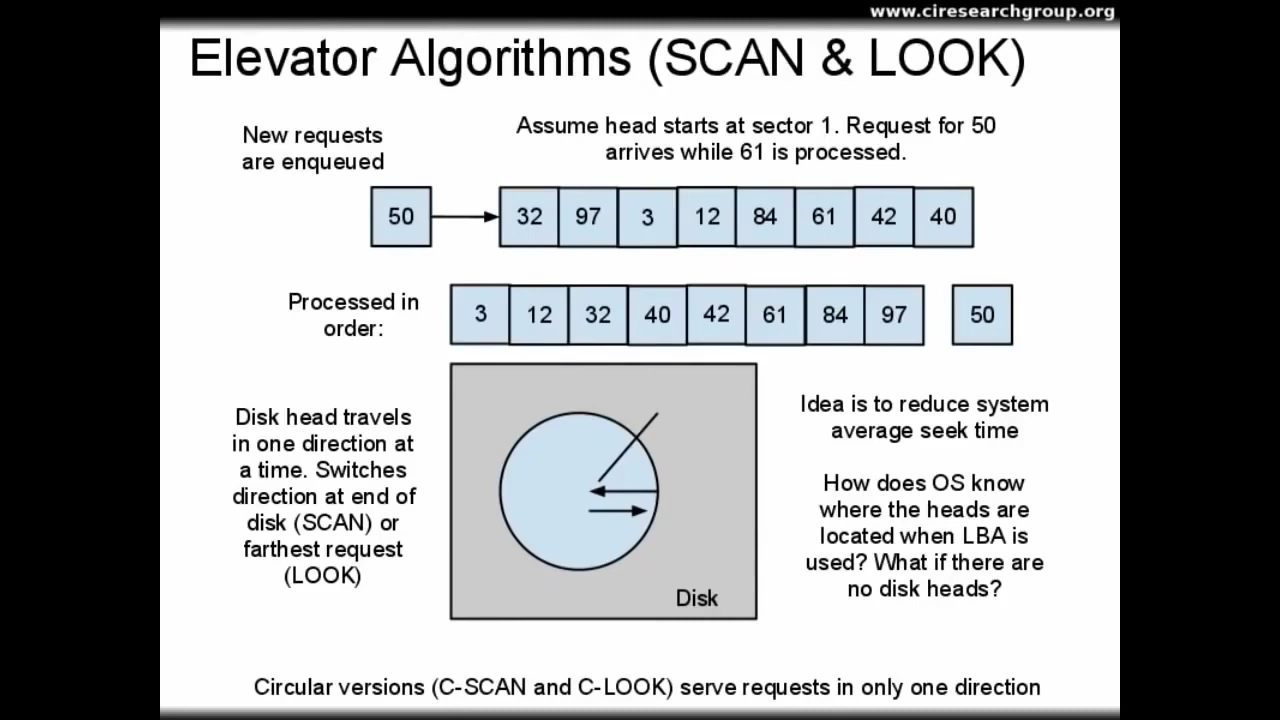 www.ciresearchgroup.org
Elevator Algorithms (SCAN & LOOK)
New requests
are enqueued
Assume head starts at sector 1. Request for 50
arrives while 61 is processed.
50 32 97 3 12 84 61 42 40
Processed in
order:
3 12 32 40 42 61 84 97 50
Disk head travels
in one direction at
a time. Switches
direction at end of
disk (SCAN) or
farthest request
(LOOK)
Disk
Idea is to reduce system
average seek time
How does OS know
where the heads are
located when LBA is
used? What if there are
no disk heads?
Circular versions (C-SCAN and C-LOOK) serve requests in only one direction